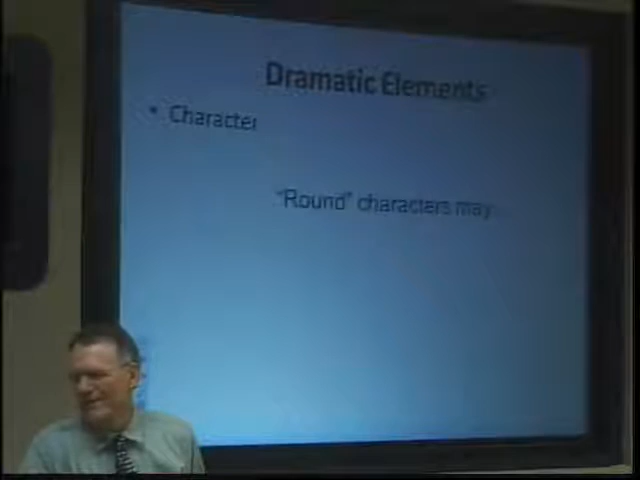 Dramatic Elements
• Character
"Round" characters may...